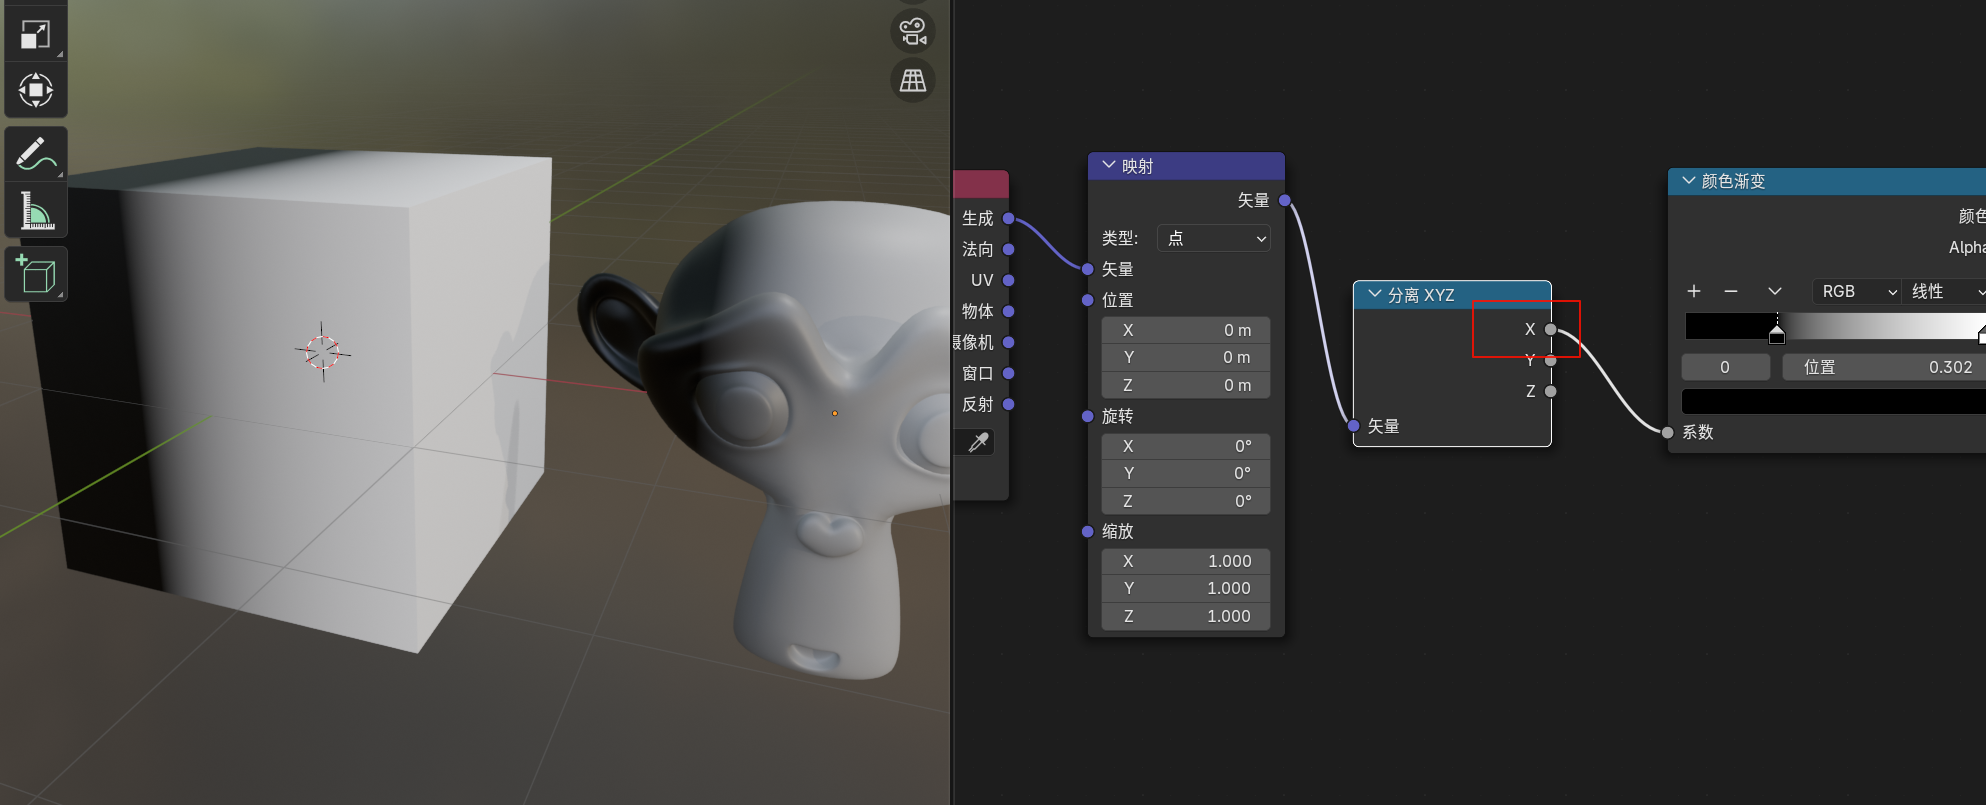 生成
法向
UV
物体
摄像机
窗口
反射
映射
矢量
类型:
点
矢量
位置
X 0 m
Y 0 m
Z 0 m
旋转
X 0°
Y 0°
Z 0°
缩放
X 1.000
Y 1.000
Z 1.000
分离 XYZ
X
Y
Z
矢量
颜色渐变
颜色
Alpha
RGB
线性
0
位置 0.302
系数